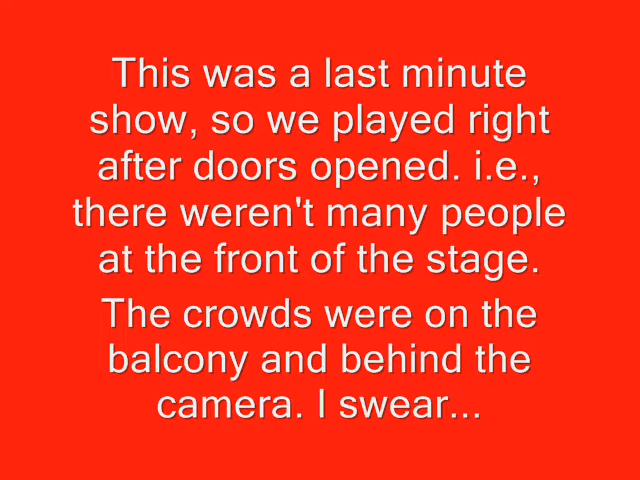 This was a last minute
show, so we played right
after doors opened. i.e.,
there weren't many people
at the front of the stage.
The crowds were on the
balcony and behind the
camera. I swear...